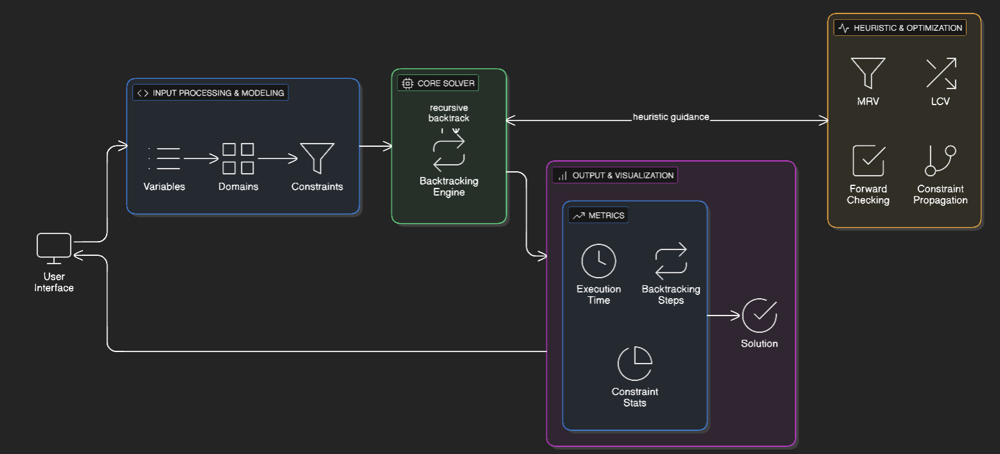 HEURISTIC & OPTIMIZATION
MRV
LCV
Forward
Checking
Constraint
Propagation
INPUT PROCESSING & MODELING
Variables
Domains
Constraints
CORE SOLVER
recursive
backtrack
Backtracking
Engine
heuristic guidance
OUTPUT & VISUALIZATION
METRICS
Execution
Time
Backtracking
Steps
Constraint
Stats
Solution
User
Interface